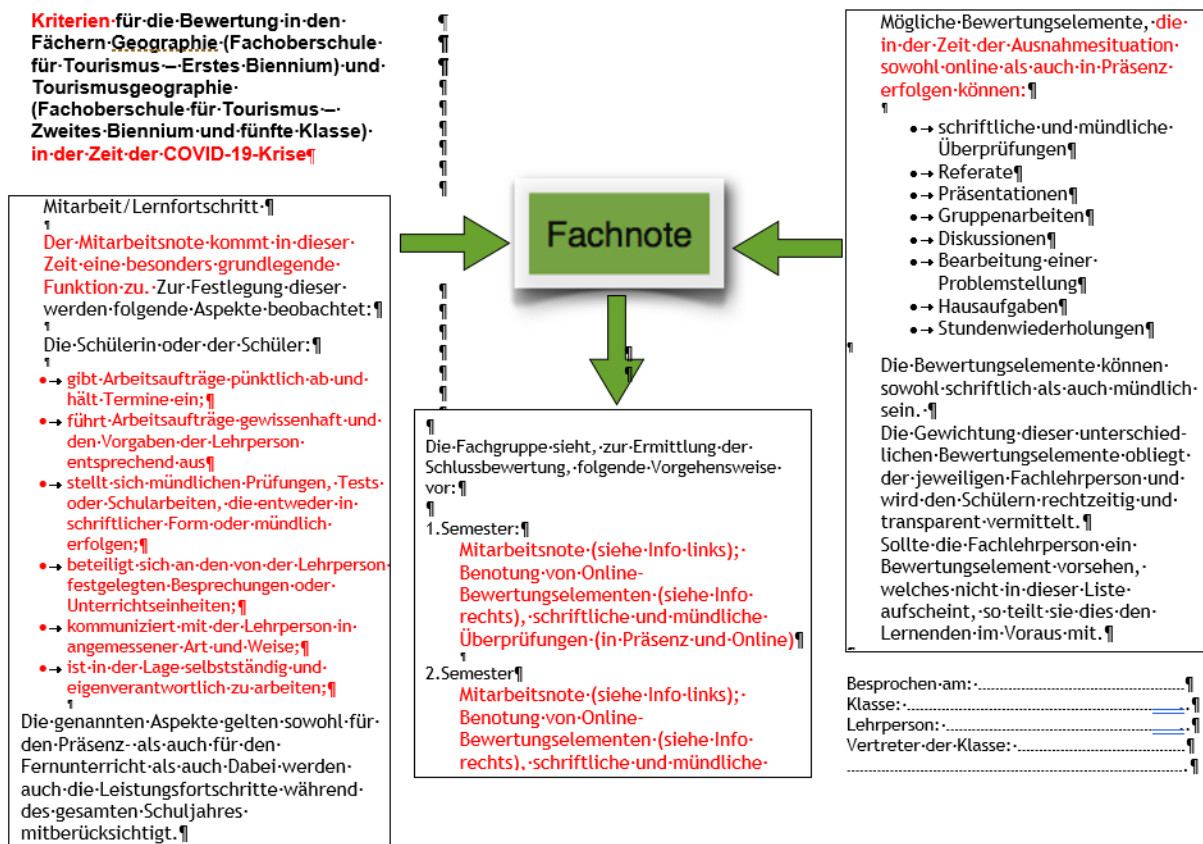 Kriterien für die Bewertung in den
Fächern Geographie (Fachoberschule
für Tourismus – Erstes Biennium) und
Tourismusgeographie
(Fachoberschule für Tourismus –
Zweites Biennium und fünfte Klasse)
in der Zeit der COVID-19-Krise¶
Mitarbeit/Lernfortschritt ¶
¶
Der Mitarbeitsnote kommt in dieser
Zeit eine besonders grundlegende
Funktion zu. Zur Festlegung dieser
werden folgende Aspekte beobachtet:¶
¶
Die Schülerin oder der Schüler:¶
¶
●→ gibt Arbeitsaufträge pünktlich ab und
hält Termine ein;¶
●→ führt Arbeitsaufträge gewissenhaft und
den Vorgaben der Lehrperson
entsprechend aus¶
●→ stellt sich mündlichen Prüfungen, Tests
oder Schularbeiten, die entweder in
schriftlicher Form oder mündlich
erfolgen;¶
●→ beteiligt sich an den von der Lehrperson
festgelegten Besprechungen oder
Unterrichtseinheiten;¶
●→ kommuniziert mit der Lehrperson in
angemessener Art und Weise;¶
●→ ist in der Lage selbstständig und
eigenverantwortlich zu arbeiten;¶
¶
Die genannten Aspekte gelten sowohl für
den Präsenz- als auch für den
Fernunterricht als auch Dabei werden
auch die Leistungsfortschritte während
des gesamten Schuljahres
mitberücksichtigt.¶
Fachnote
¶
Die Fachgruppe sieht, zur Ermittlung der
Schlussbewertung, folgende Vorgehensweise
vor:¶
¶
1.Semester:¶
Mitarbeitsnote (siehe Info links);
Benotung von Online-
Bewertungselementen (siehe Info
rechts), schriftliche und mündliche
Überprüfungen (in Präsenz und Online)¶
¶
2.Semester¶
Mitarbeitsnote (siehe Info links);
Benotung von Online-
Bewertungselementen (siehe Info
rechts), schriftliche und mündliche
Mögliche Bewertungselemente, die
in der Zeit der Ausnahmesituation
sowohl online als auch in Präsenz
erfolgen können:¶
¶
●→ schriftliche und mündliche
Überprüfungen¶
●→ Referate¶
●→ Präsentationen¶
●→ Gruppenarbeiten¶
●→ Diskussionen¶
●→ Bearbeitung einer
Problemstellung¶
●→ Hausaufgaben¶
●→ Stundenwiederholungen¶
¶
Die Bewertungselemente können
sowohl schriftlich als auch mündlich
sein. ¶
Die Gewichtung dieser unterschied-
lichen Bewertungselemente obliegt
der jeweiligen Fachlehrperson und
wird den Schülern rechtzeitig und
transparent vermittelt.¶
Sollte die Fachlehrperson ein
Bewertungselement vorsehen,
welches nicht in dieser Liste
aufscheint, so teilt sie dies den
Lernenden im Voraus mit.¶
Besprochen am: ¶
Klasse: ¶
Lehrperson: ¶
Vertreter der Klasse: ¶
¶